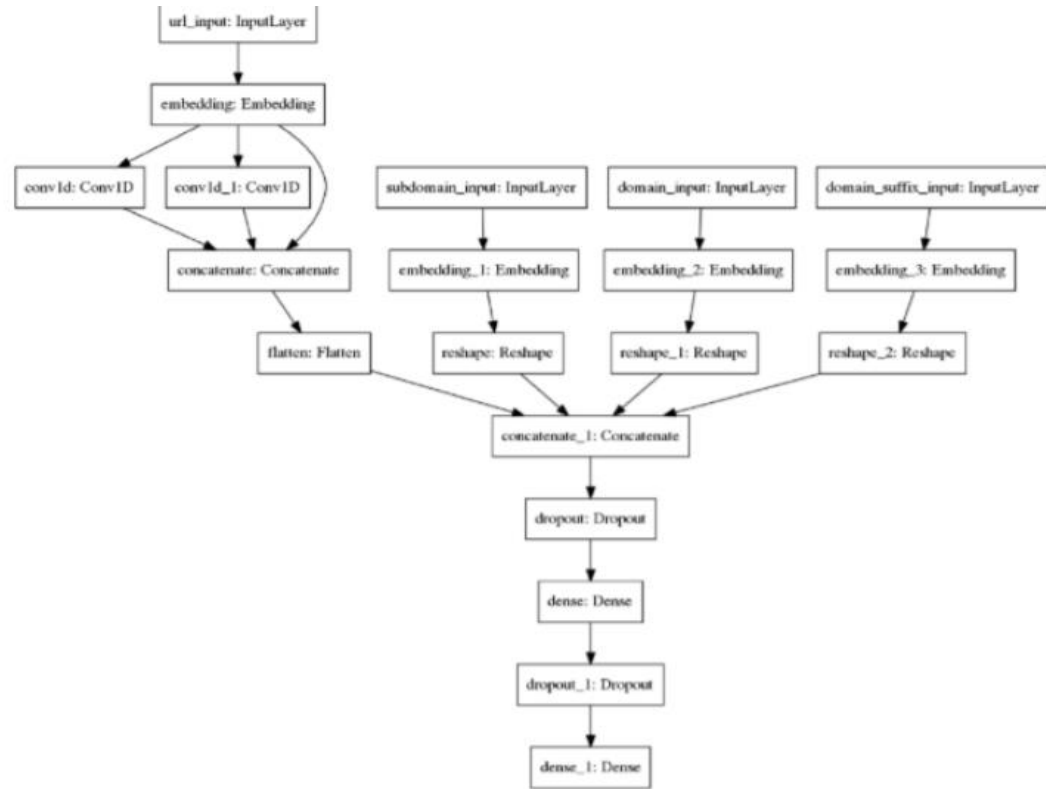 url_input: InputLayer
embedding: Embedding
conv1d: Conv1D
conv1d_1: Conv1D
subdomain_input: InputLayer
domain_input: InputLayer
domain_suffix_input: InputLayer
concatenate: Concatenate
embedding_1: Embedding
embedding_2: Embedding
embedding_3: Embedding
flatten: Flatten
reshape: Reshape
reshape_1: Reshape
reshape_2: Reshape
concatenate_1: Concatenate
dropout: Dropout
dense: Dense
dropout_1: Dropout
dense_1: Dense